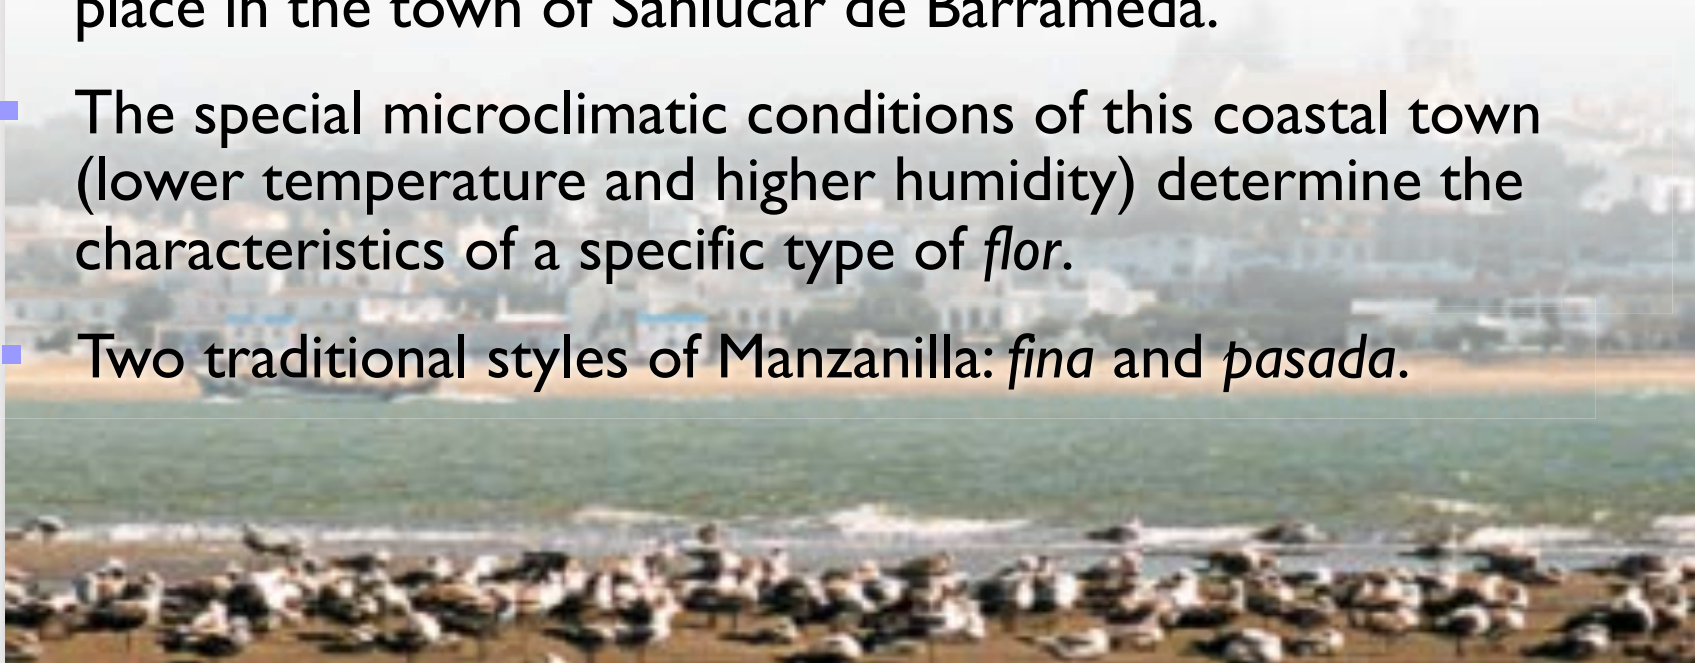 place in the town of Sanlúcar de Barrameda.
The special microclimatic conditions of this coastal town
(lower temperature and higher humidity) determine the
characteristics of a specific type of flor.
Two traditional styles of Manzanilla: fina and pasada.